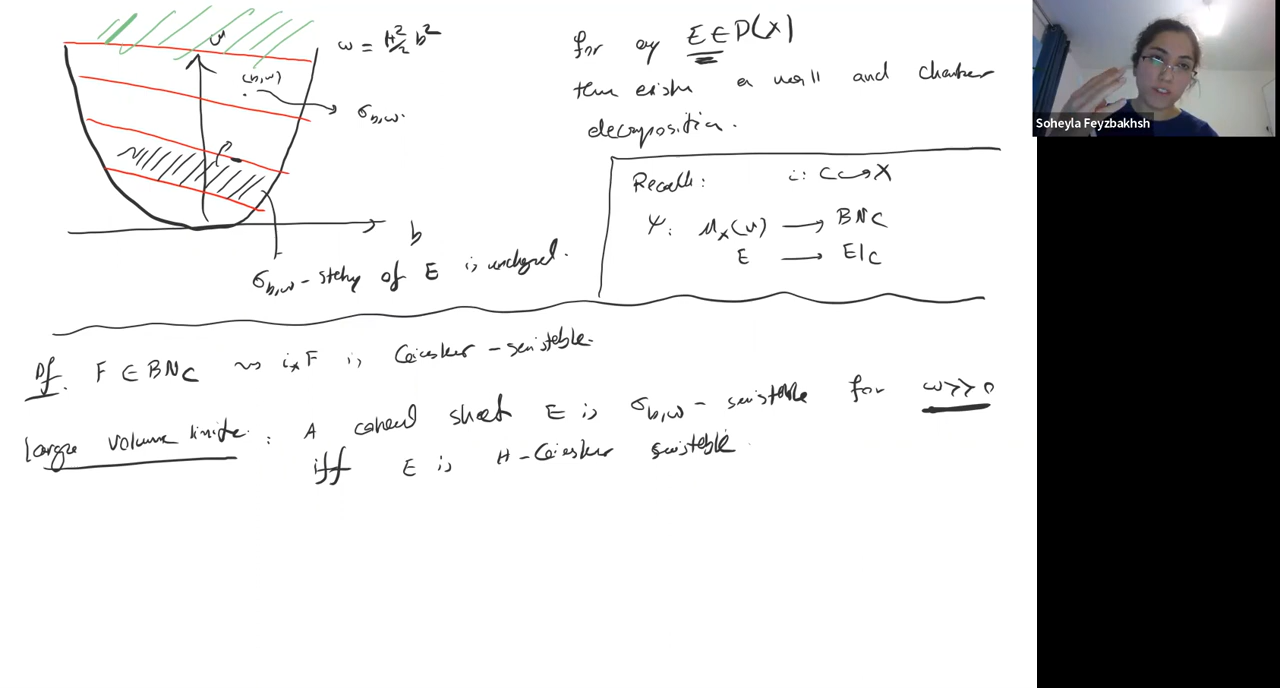 ω = H²/2 b²
(b,ω)
σ_{b,ω}.
b
σ_{b,ω} - of E is unchanged.
for any E ∈ D(X)
there exists a wall and chamber
decomposition.
Recall: i: C ↪ X
Ψ: M_X(v) ⟶ BN_C
E ⟶ E|_C
Df. F ∈ BN_C ⇝ i_*F is Gieseker - semistable.
large volume limit: A coherent sheaf E is σ_{b,ω} - semistable for ω >> 0
iff E is H - Gieseker semistable
Soheyla Feyzbakhsh